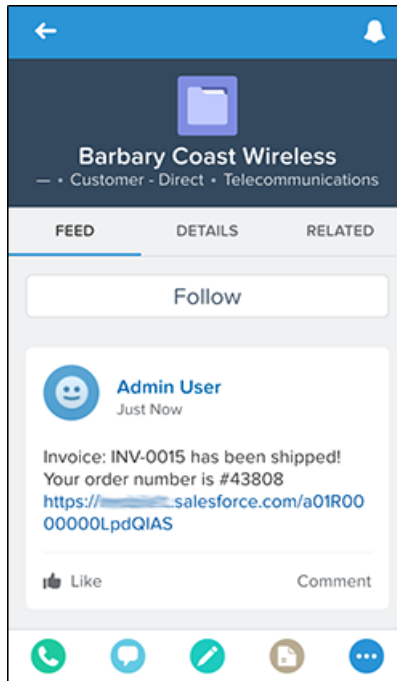 Barbary Coast Wireless
— • Customer - Direct • Telecommunications
FEED DETAILS RELATED
Follow
Admin User
Just Now
Invoice: INV-0015 has been shipped!
Your order number is #43808
https:// .salesforce.com/a01R00
00000LpdQIAS
Like Comment